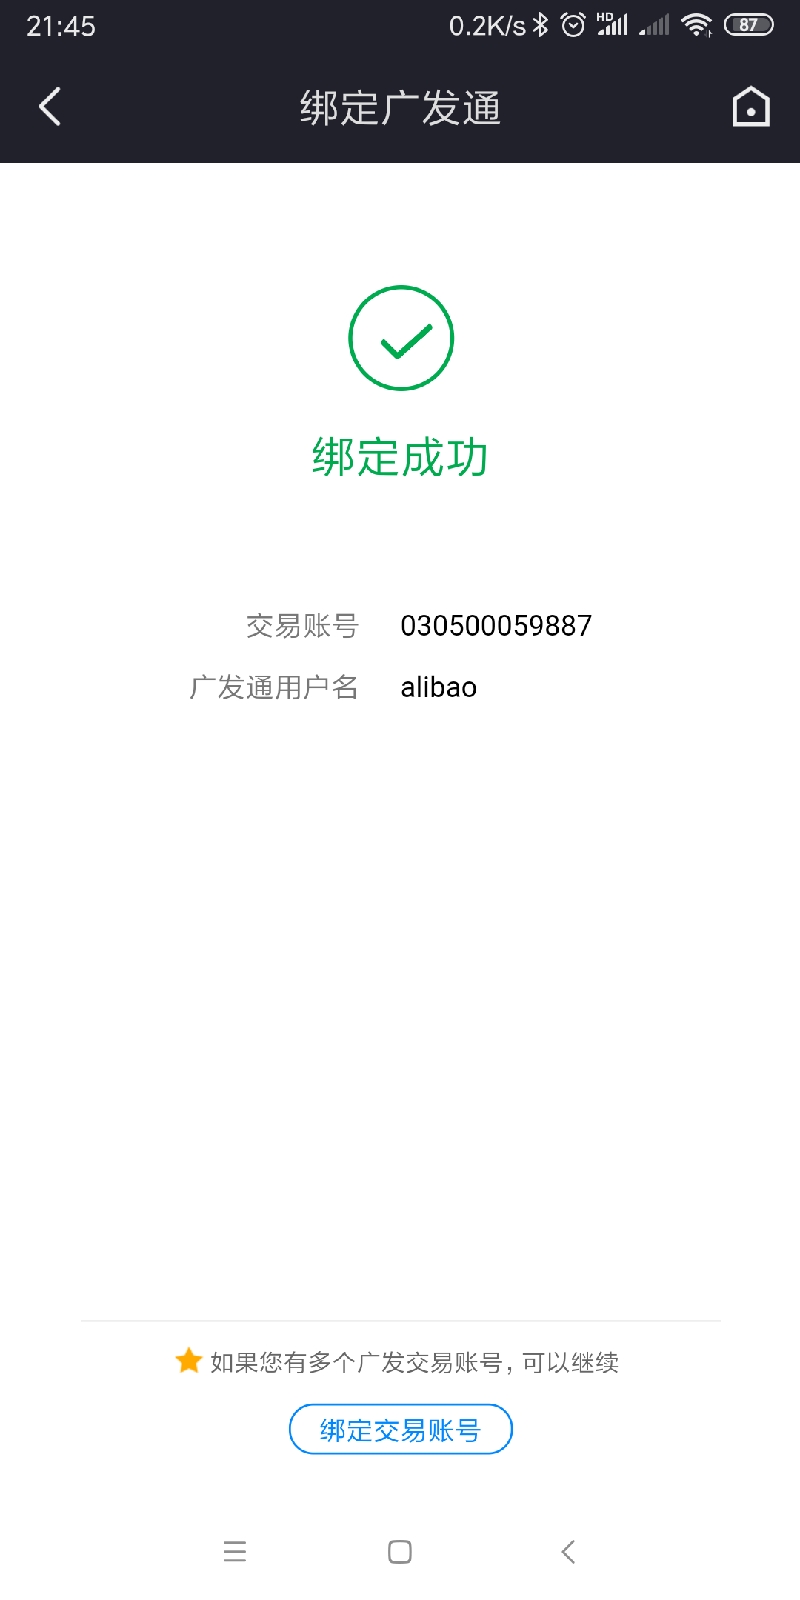 21:45 0.2K/s HD 87
绑定广发通
绑定成功
交易账号 030500059887
广发通用户名 alibao
如果您有多个广发交易账号，可以继续
绑定交易账号